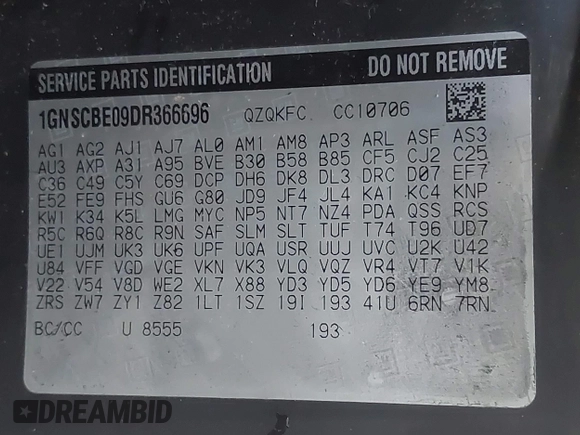 SERVICE PARTS IDENTIFICATION DO NOT REMOVE
1GNSCBE09DR366696 QZQKFC CC10706
AG1 AG2 AJ1 AJ7 AL0 AM1 AM8 AP3 ARL ASF AS3
AU3 AXP A31 A95 BVE B30 B58 B85 CF5 CJ2 C25
C36 C49 C5Y C69 DCP DH6 DK8 DL3 DRC D07 EF7
E52 FE9 FHS GU6 G80 JD9 JF4 JL4 KA1 KC4 KNP
KW1 K34 K5L LMG MYC NP5 NT7 NZ4 PDA QSS RCS
R5C R6Q R8C R9N SAF SLM SLT TUF T74 T96 UD7
UE1 UJM UK3 UK6 UPF UQA USR UUJ UVC U2K U42
U84 VFF VGD VGE VKN VK3 VLQ VQZ VR4 VT7 V1K
V22 V54 V8D WE2 XL7 X88 YD3 YD5 YD6 YE9 YM8
ZRS ZW7 ZY1 Z82 1LT 1SZ 19I 193 41U 6RN 7RN
BC/CC U 8555 193
DREAMBID